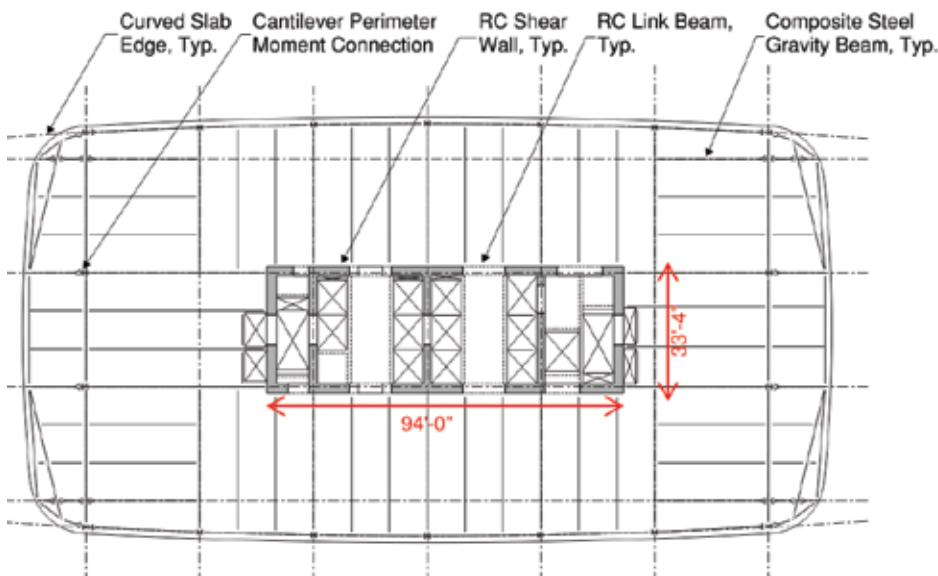 Curved Slab
Edge, Typ.
Cantilever Perimeter
Moment Connection
RC Shear
Wall, Typ.
RC Link Beam,
Typ.
Composite Steel
Gravity Beam, Typ.
33'-4"
94'-0"